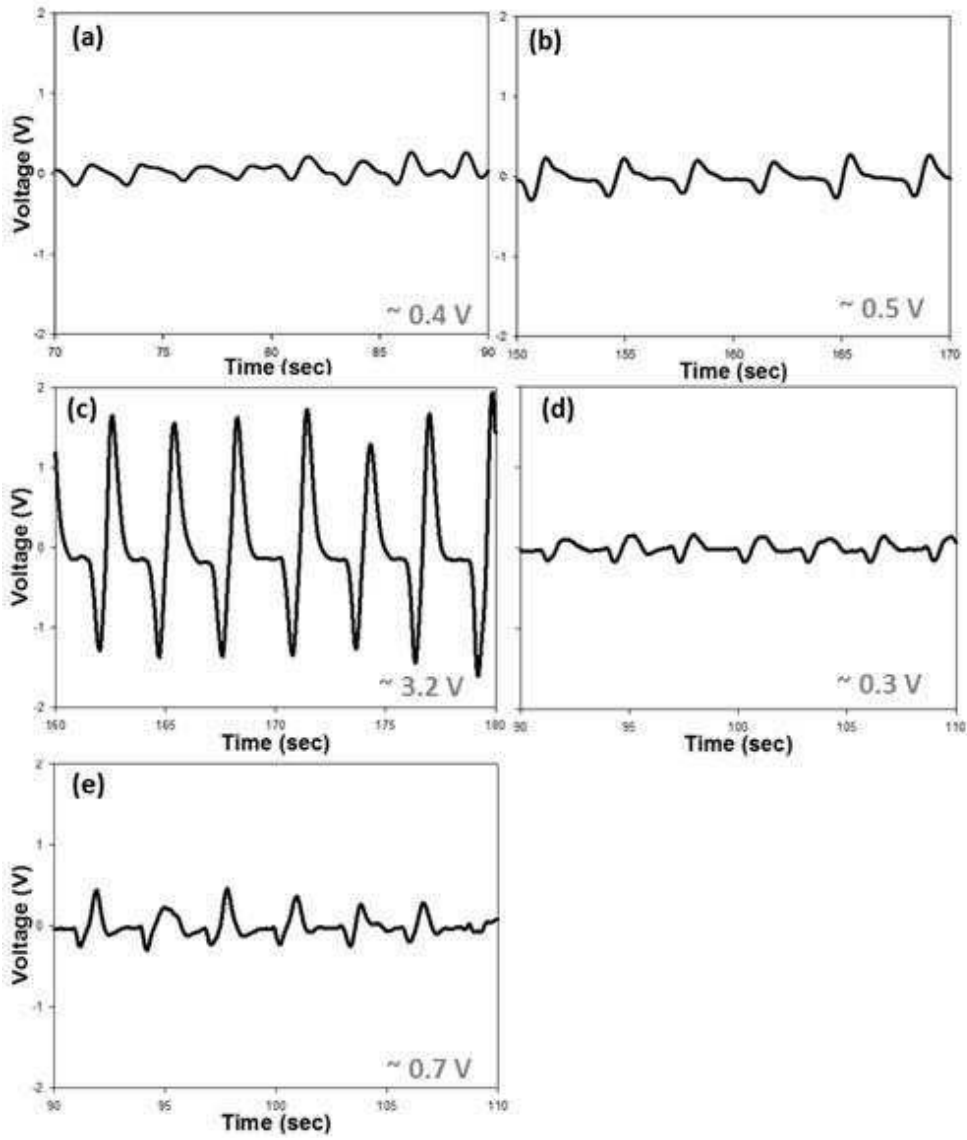 (a)
Voltage (V)
2
1
0
-1
-2
~ 0.4 V
70 75 80 85 90
Time (sec)
(b)
2
1
0
-1
-2
~ 0.5 V
150 155 160 165 170
Time (sec)
(c)
Voltage (V)
2
1
0
-1
-2
~ 3.2 V
160 165 170 175 180
Time (sec)
(d)
~ 0.3 V
90 95 100 105 110
Time (sec)
(e)
Voltage (V)
2
1
0
-1
-2
~ 0.7 V
90 95 100 105 110
Time (sec)